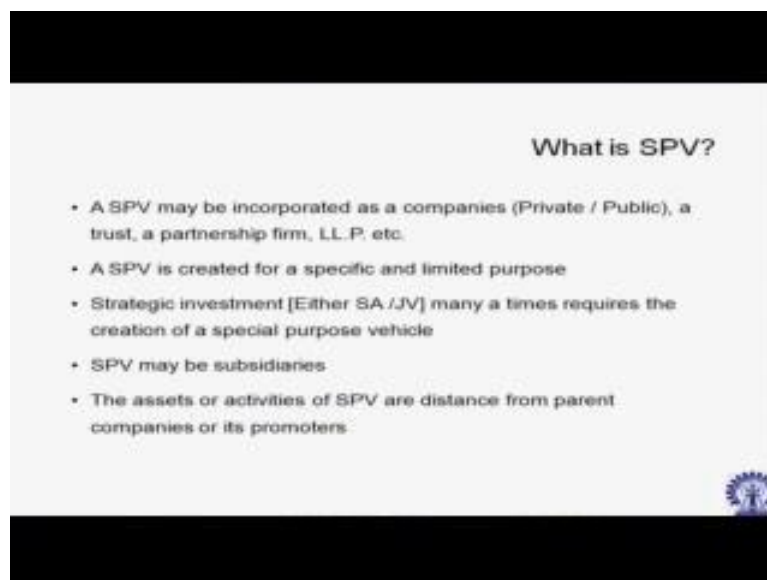 What is SPV?
• A SPV may be incorporated as a companies (Private / Public), a
trust, a partnership firm, LL.P. etc.
• A SPV is created for a specific and limited purpose
• Strategic investment [Either SA /JV] many a times requires the
creation of a special purpose vehicle
• SPV may be subsidiaries
• The assets or activities of SPV are distance from parent
companies or its promoters